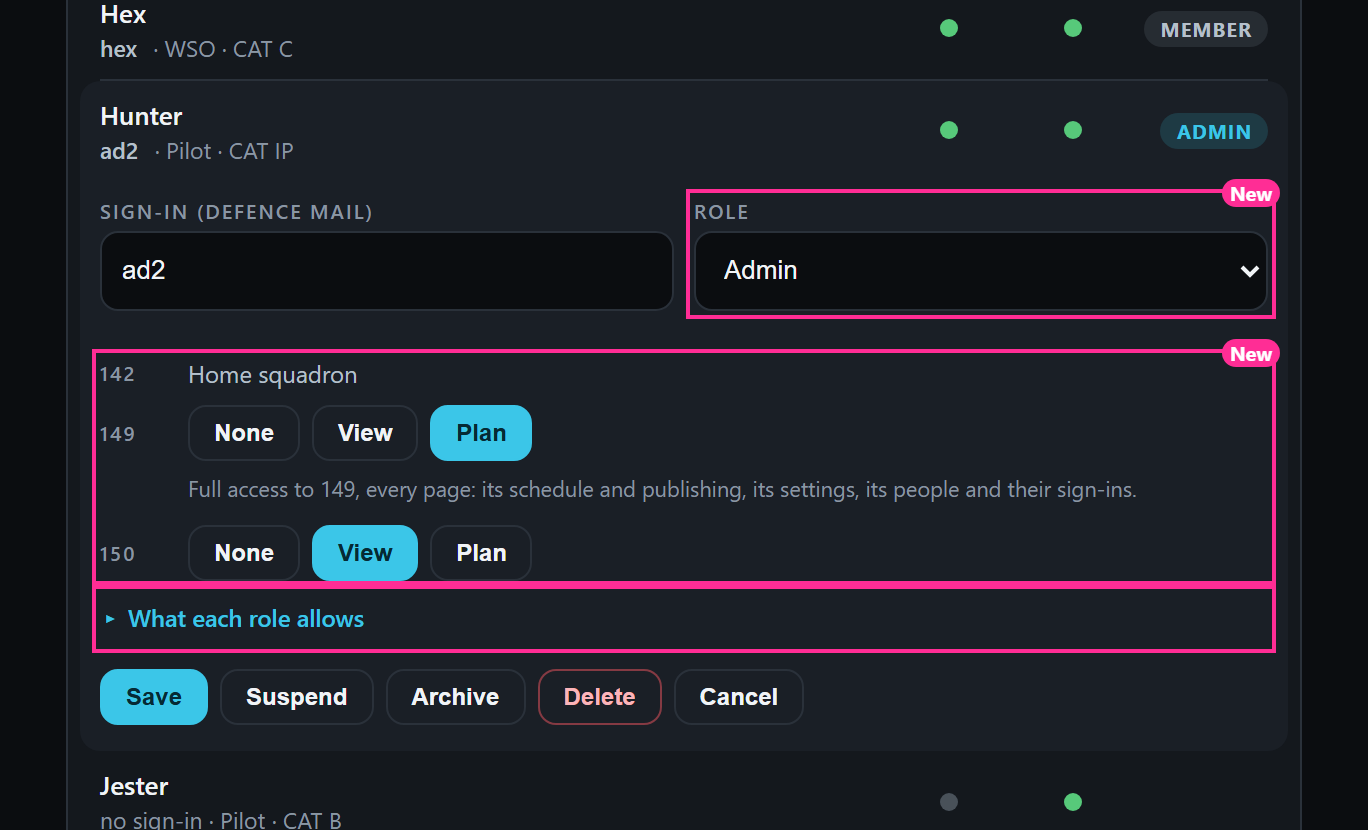 Hex
hex · WSO · CAT C
MEMBER
Hunter
ad2 · Pilot · CAT IP
ADMIN
New
SIGN-IN (DEFENCE MAIL)
ROLE
ad2
Admin
New
142 Home squadron
149 None View Plan
Full access to 149, every page: its schedule and publishing, its settings, its people and their sign-ins.
150 None View Plan
▸ What each role allows
Save Suspend Archive Delete Cancel
Jester
no sign-in · Pilot · CAT B